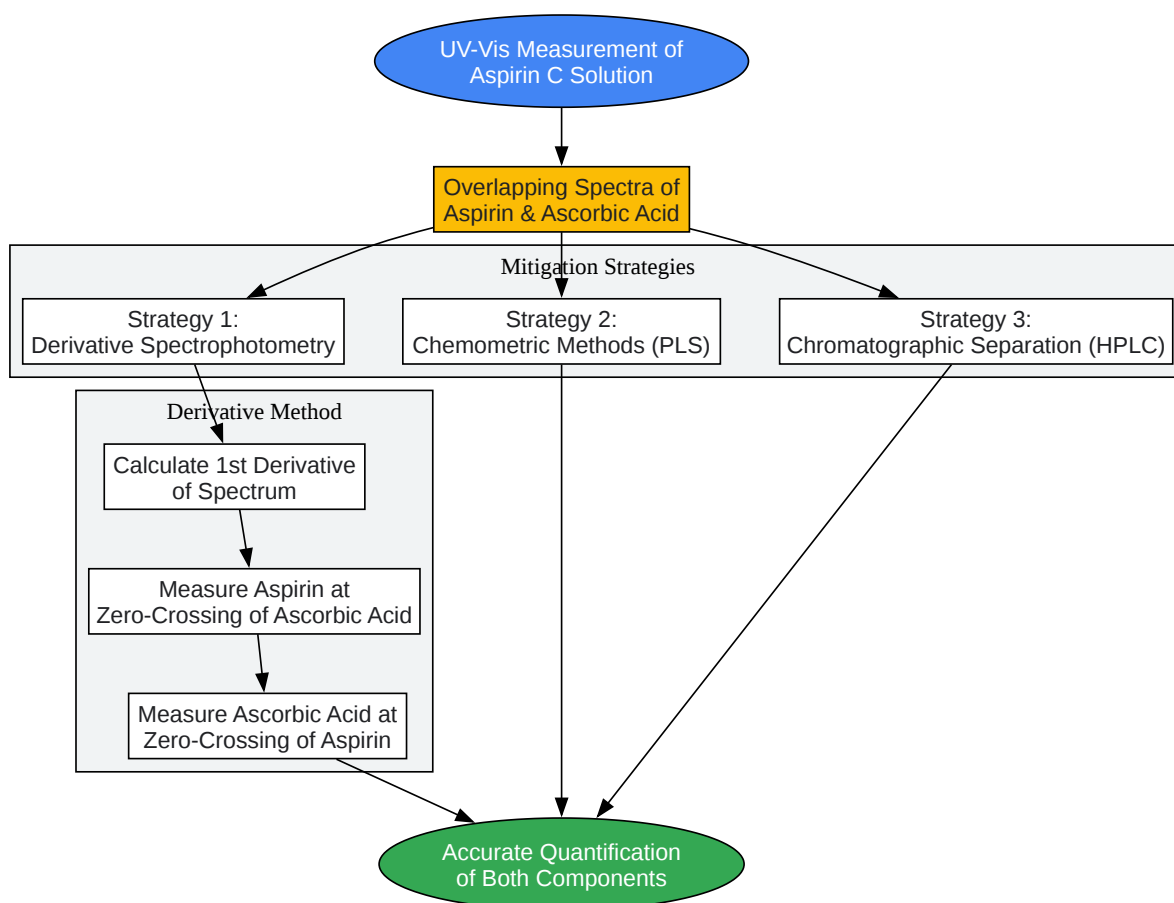 UV-Vis Measurement of
Aspirin C Solution
Overlapping Spectra of
Aspirin & Ascorbic Acid
Mitigation Strategies
Strategy 1:
Derivative Spectrophotometry
Strategy 2:
Chemometric Methods (PLS)
Strategy 3:
Chromatographic Separation (HPLC)
Derivative Method
Calculate 1st Derivative
of Spectrum
Measure Aspirin at
Zero-Crossing of Ascorbic Acid
Measure Ascorbic Acid at
Zero-Crossing of Aspirin
Accurate Quantification
of Both Components